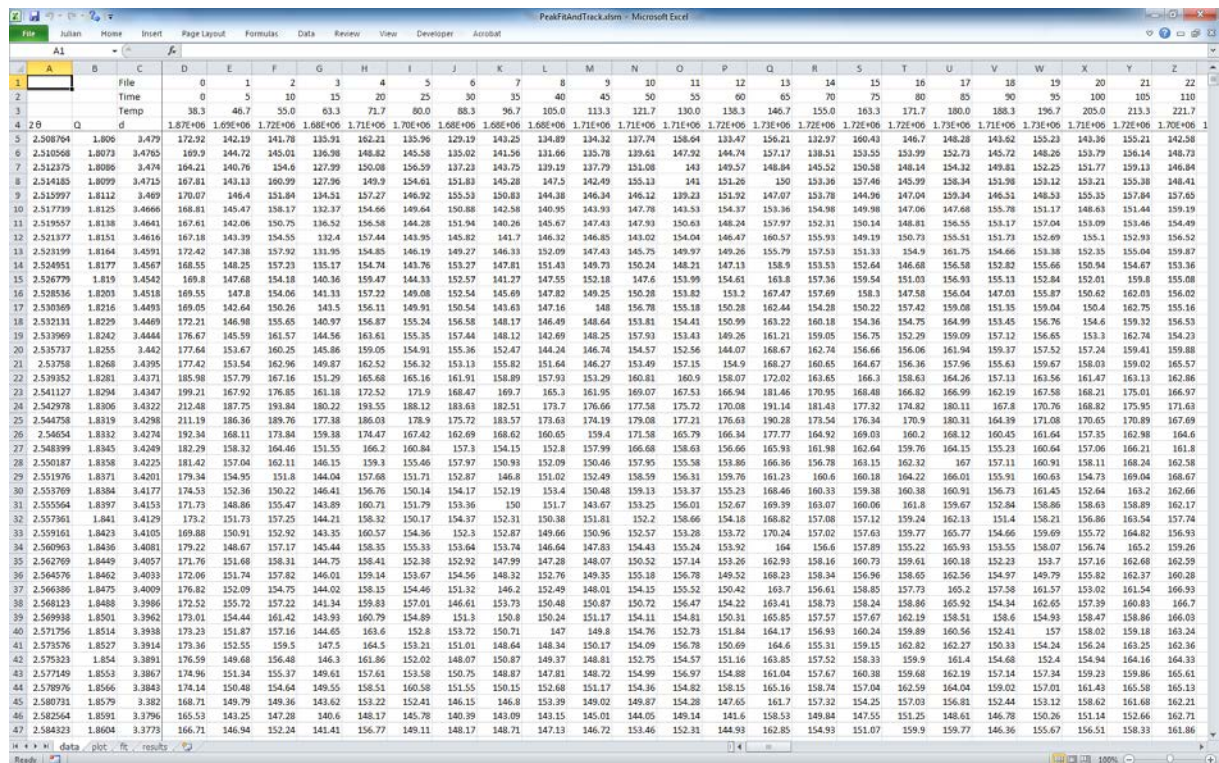 PeakFitAndTrack.xlsm - Microsoft Excel
File Julian Home Insert Page Layout Formulas Data Review View Developer Acrobat
A1 fx
A B C D E F G H I J K L M N O P Q R S T U V W X Y Z
1 File 0 1 2 3 4 5 6 7 8 9 10 11 12 13 14 15 16 17 18 19 20 21 22
2 Time 0 5 10 15 20 25 30 35 40 45 50 55 60 65 70 75 80 85 90 95 100 105 110
3 Temp 38.3 46.7 55.0 63.3 71.7 80.0 88.3 96.7 105.0 113.3 121.7 130.0 138.3 146.7 155.0 163.3 171.7 180.0 188.3 196.7 205.0 213.3 221.7
4 2 θ Q d 1.87E+06 1.69E+06 1.72E+06 1.68E+06 1.71E+06 1.70E+06 1.68E+06 1.68E+06 1.68E+06 1.71E+06 1.71E+06 1.71E+06 1.71E+06 1.73E+06 1.72E+06 1.72E+06 1.72E+06 1.73E+06 1.71E+06 1.71E+06 1.71E+06 1.72E+06 1.70E+06 1
5 2.508764 1.806 3.479 172.92 142.19 141.78 135.91 162.21 135.96 129.19 143.25 134.89 134.32 137.74 158.64 133.47 156.21 132.97 160.43 146.7 148.28 143.62 155.23 143.36 155.21 142.58
6 2.510568 1.8073 3.4765 169.9 144.72 145.01 136.98 148.82 145.58 135.02 141.56 131.66 135.78 139.61 147.92 144.74 157.17 138.51 153.55 153.99 152.73 145.72 148.26 153.79 156.14 148.73
7 2.512375 1.8086 3.474 164.21 140.76 154.6 127.99 150.08 156.59 137.23 143.75 139.19 137.79 151.08 143 149.57 148.84 145.52 150.58 148.14 154.32 149.81 152.25 151.77 159.13 146.84
8 2.514185 1.8099 3.4715 167.81 143.13 160.99 127.96 149.9 154.61 151.83 145.28 147.5 142.49 155.13 141 151.26 150 153.36 157.46 145.99 158.34 151.98 153.12 153.21 155.38 148.41
9 2.515997 1.8112 3.469 170.07 146.4 151.84 134.51 157.27 146.92 155.53 150.83 144.38 146.34 146.12 139.23 151.92 147.07 153.78 144.96 147.04 159.34 146.51 148.53 155.35 157.84 157.65
10 2.517739 1.8125 3.4666 168.81 145.47 158.17 132.37 154.66 149.64 150.88 142.58 140.95 143.93 147.78 143.53 154.37 153.36 154.98 149.98 147.06 147.68 155.78 151.17 148.63 151.44 159.19
11 2.519557 1.8138 3.4641 167.61 142.06 150.75 136.52 156.58 144.28 151.94 140.26 145.67 147.43 147.93 150.63 148.24 157.97 152.31 150.14 148.81 156.55 153.17 157.04 153.09 153.46 154.49
12 2.521377 1.8151 3.4616 167.18 143.39 154.55 132.4 157.44 143.95 145.82 141.7 146.32 146.85 143.02 154.04 146.47 160.57 155.93 149.19 150.73 155.51 151.73 152.69 155.1 152.93 156.52
13 2.523199 1.8164 3.4591 172.42 147.38 157.92 131.95 154.85 146.19 149.27 146.33 152.09 147.43 145.75 149.97 149.26 155.79 157.53 151.33 154.9 161.75 154.66 153.38 152.35 155.04 159.87
14 2.524951 1.8177 3.4567 168.55 148.25 157.23 135.17 154.74 143.76 153.27 147.81 151.43 149.73 150.24 148.21 147.13 158.9 153.53 152.64 146.68 156.58 152.82 155.66 150.94 154.67 153.36
15 2.526779 1.819 3.4542 169.8 147.68 154.18 140.36 159.47 144.33 152.57 141.27 147.55 152.18 147.6 153.99 154.61 163.8 157.36 159.54 151.03 156.93 155.13 152.84 152.01 159.8 155.08
16 2.528536 1.8203 3.4518 169.55 147.8 154.06 141.33 157.22 149.08 152.54 145.69 147.82 149.25 150.28 153.82 153.2 167.47 157.69 158.3 147.58 156.04 147.03 155.87 150.62 162.03 156.02
17 2.530369 1.8216 3.4493 169.05 142.64 150.26 143.5 156.11 149.91 150.54 143.63 147.16 148 156.78 155.18 150.28 162.44 154.28 150.22 157.42 159.08 151.35 159.04 150.4 162.75 155.16
18 2.532131 1.8229 3.4469 172.21 146.98 155.65 140.97 156.87 155.24 156.58 148.17 146.49 148.64 153.81 154.41 150.99 163.22 160.18 154.36 154.75 164.99 153.45 156.76 154.6 159.32 156.53
19 2.533969 1.8242 3.4444 176.67 145.59 161.57 144.56 163.61 155.35 157.44 148.12 142.69 148.25 157.93 153.43 149.26 161.21 159.05 156.75 152.29 159.09 157.12 156.65 153.3 162.74 154.23
20 2.535737 1.8255 3.442 177.64 153.67 160.25 145.86 159.05 154.91 155.36 152.47 144.24 146.74 154.57 152.56 144.07 168.67 162.74 156.66 156.06 161.94 159.37 157.52 157.24 159.41 159.88
21 2.53758 1.8268 3.4395 177.42 153.54 162.96 149.87 162.52 156.32 153.13 155.82 151.64 146.27 153.49 157.15 154.9 168.27 160.65 164.67 156.36 157.96 155.63 159.67 158.03 159.02 165.57
22 2.539352 1.8281 3.4371 185.98 157.79 167.16 151.29 165.68 165.16 161.91 158.89 157.93 153.29 160.81 160.9 158.07 172.02 163.65 166.3 158.63 164.26 157.13 163.56 161.47 163.13 162.86
23 2.541127 1.8294 3.4347 199.21 167.92 176.85 161.18 172.52 171.9 168.47 169.7 165.3 161.95 169.07 167.53 166.94 181.46 170.95 168.48 168.82 166.99 162.19 167.58 168.21 175.01 166.97
24 2.542978 1.8306 3.4322 212.48 187.75 193.84 180.22 193.55 188.12 183.63 182.51 173.7 176.66 177.58 175.72 170.08 191.14 181.43 177.32 174.82 180.11 167.8 170.76 168.82 175.95 171.63
25 2.544758 1.8319 3.4298 211.19 186.36 189.76 177.38 186.03 178.9 175.72 183.57 173.63 174.19 179.08 177.21 176.63 190.28 173.54 176.34 170.9 180.31 164.39 171.08 170.65 170.89 167.69
26 2.54654 1.8332 3.4274 192.34 168.11 173.84 159.38 174.47 167.42 162.69 168.62 160.65 159.4 171.58 165.79 166.34 177.77 164.92 169.03 160.2 168.12 160.45 161.64 157.35 162.98 164.6
27 2.548399 1.8345 3.4249 182.29 158.32 164.46 151.55 166.2 160.84 157.3 154.15 152.8 157.99 166.68 158.63 156.66 165.93 161.98 162.64 159.76 164.15 155.23 160.64 157.06 166.21 161.8
28 2.550187 1.8358 3.4225 181.42 157.04 162.11 146.15 159.3 155.46 157.97 150.93 152.09 150.46 157.95 155.58 153.86 166.36 156.78 163.15 162.32 167 157.11 160.91 158.11 168.24 162.58
29 2.551976 1.8371 3.4201 179.34 154.95 151.8 144.04 157.68 151.71 152.87 146.8 151.02 152.49 158.59 156.31 159.76 161.23 160.6 160.18 164.22 166.01 155.91 160.63 154.73 169.04 168.67
30 2.553769 1.8384 3.4177 174.53 152.36 150.22 146.41 156.76 150.14 154.17 152.19 153.4 150.48 159.13 153.37 155.23 168.46 160.33 159.38 160.38 160.91 156.73 161.45 152.64 163.2 162.66
31 2.555564 1.8397 3.4153 171.73 148.86 155.47 143.89 160.71 151.79 153.36 150 151.7 143.67 153.25 156.01 152.67 169.39 163.07 160.06 161.8 159.67 152.84 158.86 158.63 158.89 162.17
32 2.557361 1.841 3.4129 173.2 151.73 157.25 144.21 158.32 150.17 154.37 152.31 150.38 151.81 152.2 158.66 154.18 168.82 157.08 157.12 159.24 162.13 151.4 158.21 156.86 163.54 157.74
33 2.559161 1.8423 3.4105 169.88 150.91 152.92 143.35 160.57 154.36 152.3 152.87 149.66 150.96 152.57 153.28 153.72 170.24 157.02 157.63 159.77 165.77 154.66 159.69 155.72 164.82 156.93
34 2.560963 1.8436 3.4081 179.22 148.67 157.17 145.44 158.35 155.33 153.64 153.74 146.64 147.83 154.43 155.24 153.92 164 156.6 157.89 155.22 165.93 153.55 158.07 156.74 165.2 159.26
35 2.562769 1.8449 3.4057 171.76 151.68 158.31 144.75 158.41 152.38 152.92 147.99 147.28 148.07 150.52 157.14 153.26 162.93 158.16 160.73 159.61 160.18 152.23 153.7 157.16 162.68 162.59
36 2.564576 1.8462 3.4033 172.06 151.74 157.82 146.01 159.14 153.67 154.56 148.32 152.76 149.35 155.18 156.78 149.52 168.23 158.34 156.96 158.65 162.56 154.97 149.79 155.82 162.37 160.28
37 2.566386 1.8475 3.4009 176.82 152.09 154.75 144.02 158.15 154.46 151.32 146.2 152.49 148.01 154.15 155.52 150.42 163.7 156.61 158.85 157.73 165.2 157.58 161.57 153.02 161.54 166.93
38 2.568123 1.8488 3.3986 172.52 155.72 157.22 141.34 159.83 157.01 146.61 153.73 150.48 150.87 150.72 156.47 154.22 163.41 158.73 158.24 158.86 165.92 154.34 162.65 157.39 160.83 166.7
39 2.569938 1.8501 3.3962 173.01 154.44 161.42 143.93 160.79 154.89 151.3 150.8 150.24 151.17 154.11 154.81 150.31 165.85 157.57 157.67 162.19 158.51 158.6 154.93 158.47 158.86 166.03
40 2.571756 1.8514 3.3938 173.23 151.87 157.16 144.65 163.6 152.8 153.72 150.71 147 149.8 154.76 152.73 151.84 164.17 156.93 160.24 159.89 160.56 152.41 157 158.02 159.18 163.24
41 2.573576 1.8527 3.3914 173.36 152.55 159.5 147.5 164.5 153.21 151.01 148.64 148.34 150.17 154.09 156.78 150.69 164.6 155.31 159.15 162.82 162.27 150.33 154.24 156.24 163.25 162.36
42 2.575323 1.854 3.3891 176.59 149.68 156.48 146.3 161.86 152.02 148.07 150.87 149.37 148.81 152.75 154.57 151.16 163.85 157.52 158.33 159.9 161.4 154.68 152.4 154.94 164.16 164.33
43 2.577149 1.8553 3.3867 174.96 151.34 155.37 149.61 157.61 153.58 150.75 148.87 147.81 148.72 154.99 156.97 154.88 161.04 157.67 160.38 159.68 162.19 157.14 157.34 159.23 159.86 165.61
44 2.578976 1.8566 3.3843 174.14 150.48 154.64 149.55 158.51 160.58 151.55 150.15 152.68 151.17 154.36 154.82 158.15 165.16 158.74 157.04 162.59 164.04 159.02 157.01 161.43 165.58 165.13
45 2.580731 1.8579 3.382 168.71 149.79 149.36 143.62 153.22 152.41 146.15 146.8 153.39 149.02 149.87 154.28 147.65 161.7 157.32 154.25 157.03 156.81 152.44 153.12 158.62 161.68 162.21
46 2.582564 1.8591 3.3796 165.53 143.25 147.28 140.6 148.17 145.78 140.39 143.09 143.15 145.01 144.05 149.14 141.6 158.53 149.84 147.55 151.25 148.61 146.78 150.26 151.14 152.66 162.71
47 2.584323 1.8604 3.3773 166.71 146.94 152.24 141.41 156.77 149.11 148.17 148.71 147.13 146.72 153.46 152.31 144.93 162.85 154.93 151.07 159.9 159.77 146.36 155.67 156.51 158.33 161.86
data plot fit results
Ready 100%